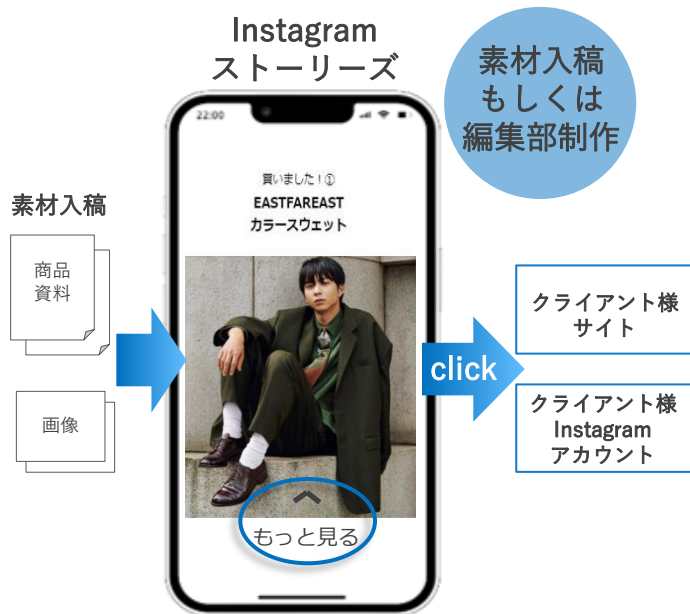 Instagram
ストーリーズ
素材入稿
もしくは
編集部制作
素材入稿
商品
資料
画像
22:00
買いました!①
EASTFAREAST
カラースウェット
もっと見る
click
クライアント様
サイト
クライアント様
Instagram
アカウント